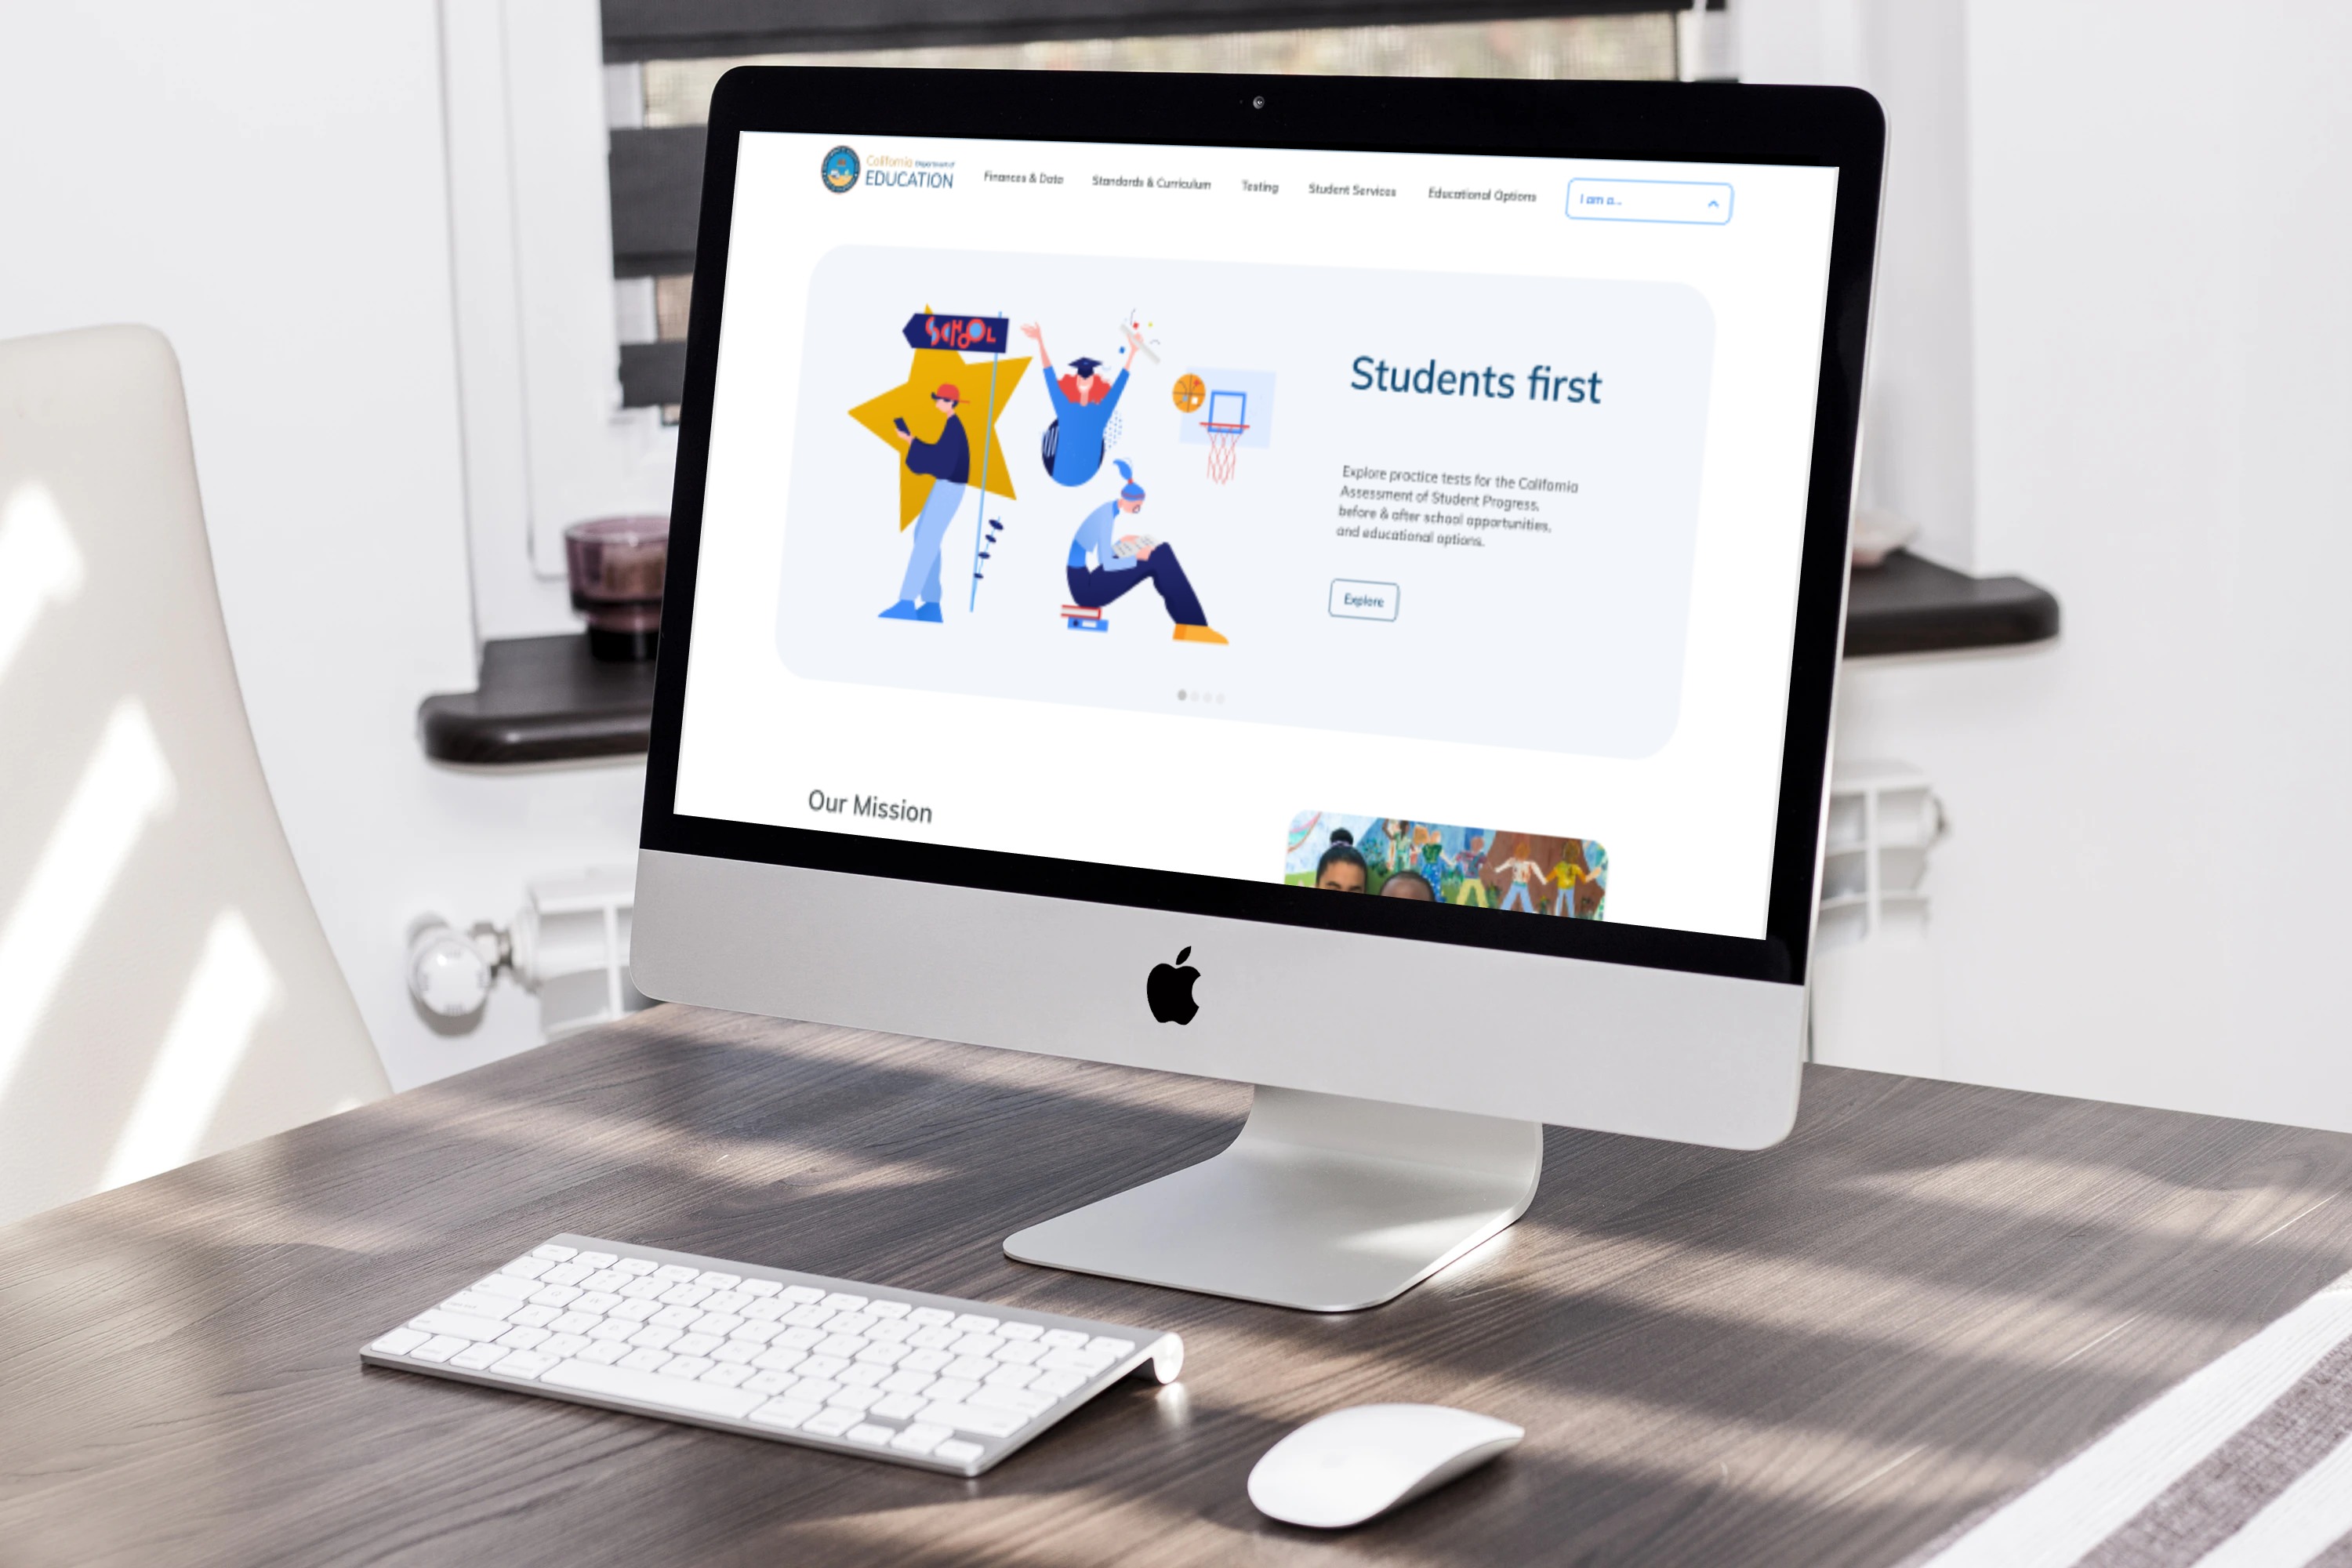 California Department of
EDUCATION
Finances & Data
Standards & Curriculum
Testing
Student Services
Educational Options
I am a...
SCHOOL
Students first
Explore practice tests for the California
Assessment of Student Progress,
before & after school opportunities,
and educational options.
Explore
Our Mission